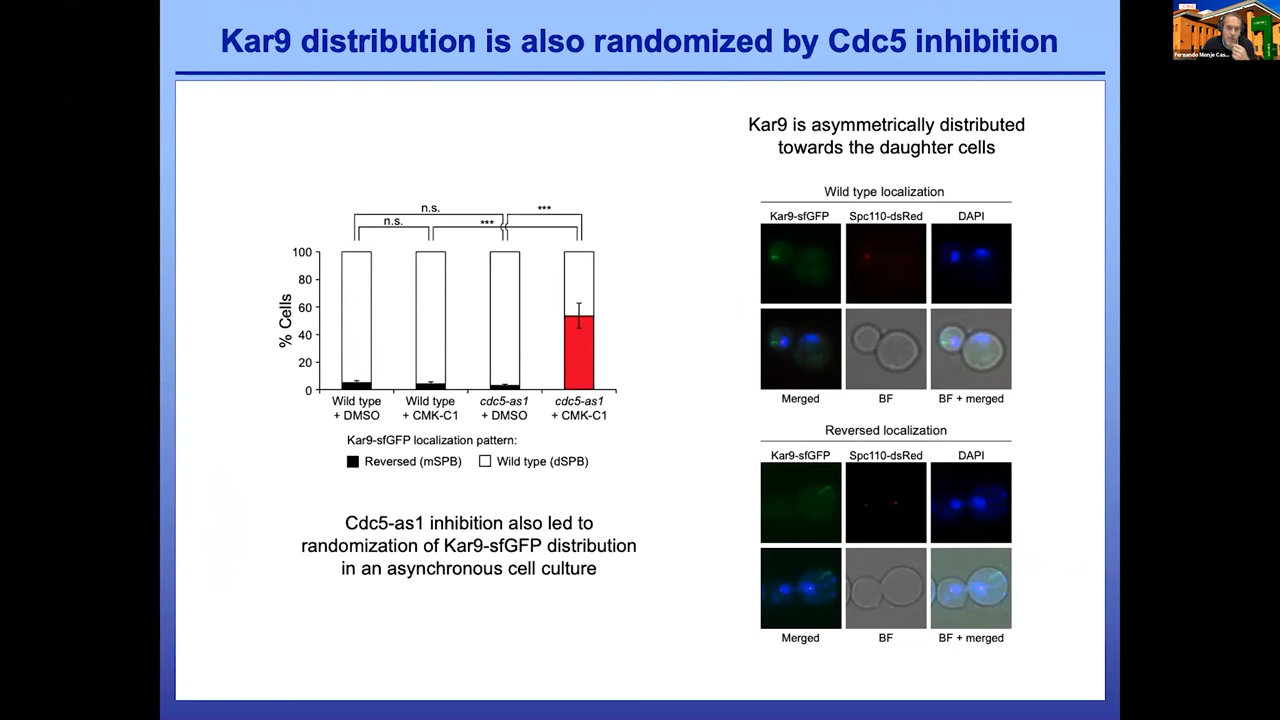 Kar9 distribution is also randomized by Cdc5 inhibition
Fernando Monje Cas...
Kar9 is asymmetrically distributed
towards the daughter cells
Wild type localization
Kar9-sfGFP Spc110-dsRed DAPI
Merged BF BF + merged
Reversed localization
Kar9-sfGFP Spc110-dsRed DAPI
Merged BF BF + merged
n.s. ***
n.s. ***
100
80
60
40
20
0
% Cells
Wild type Wild type cdc5-as1 cdc5-as1
+ DMSO + CMK-C1 + DMSO + CMK-C1
Kar9-sfGFP localization pattern:
Reversed (mSPB) Wild type (dSPB)
Cdc5-as1 inhibition also led to
randomization of Kar9-sfGFP distribution
in an asynchronous cell culture